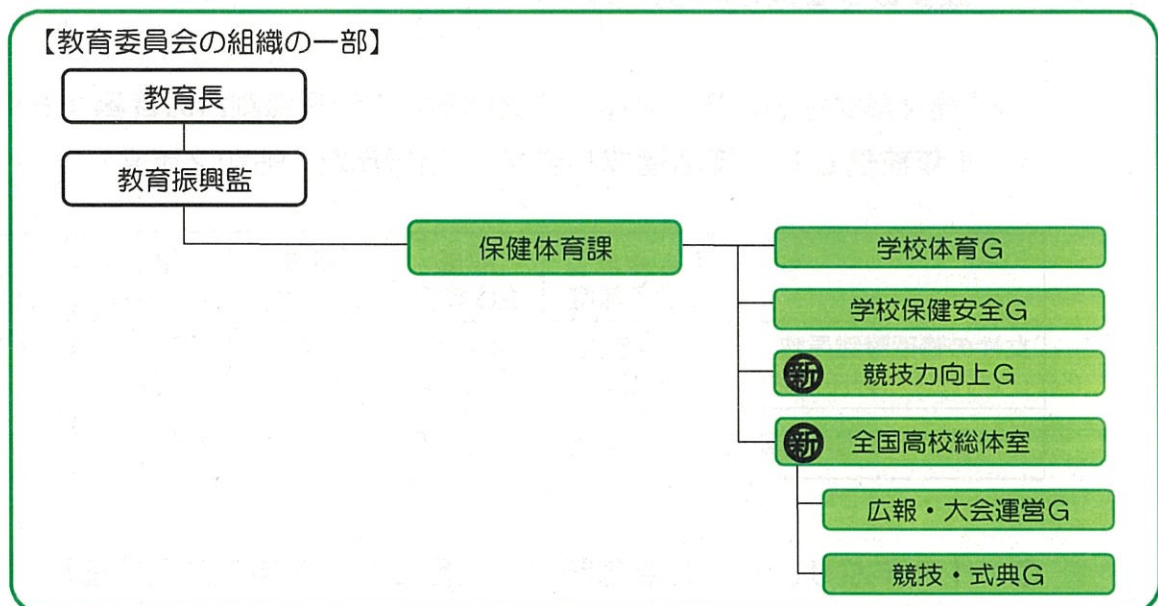 【教育委員会の組織の一部】
教育長
教育振興監
保健体育課
学校体育G
学校保健安全G
新 競技力向上G
新 全国高校総体室
広報・大会運営G
競技・式典G